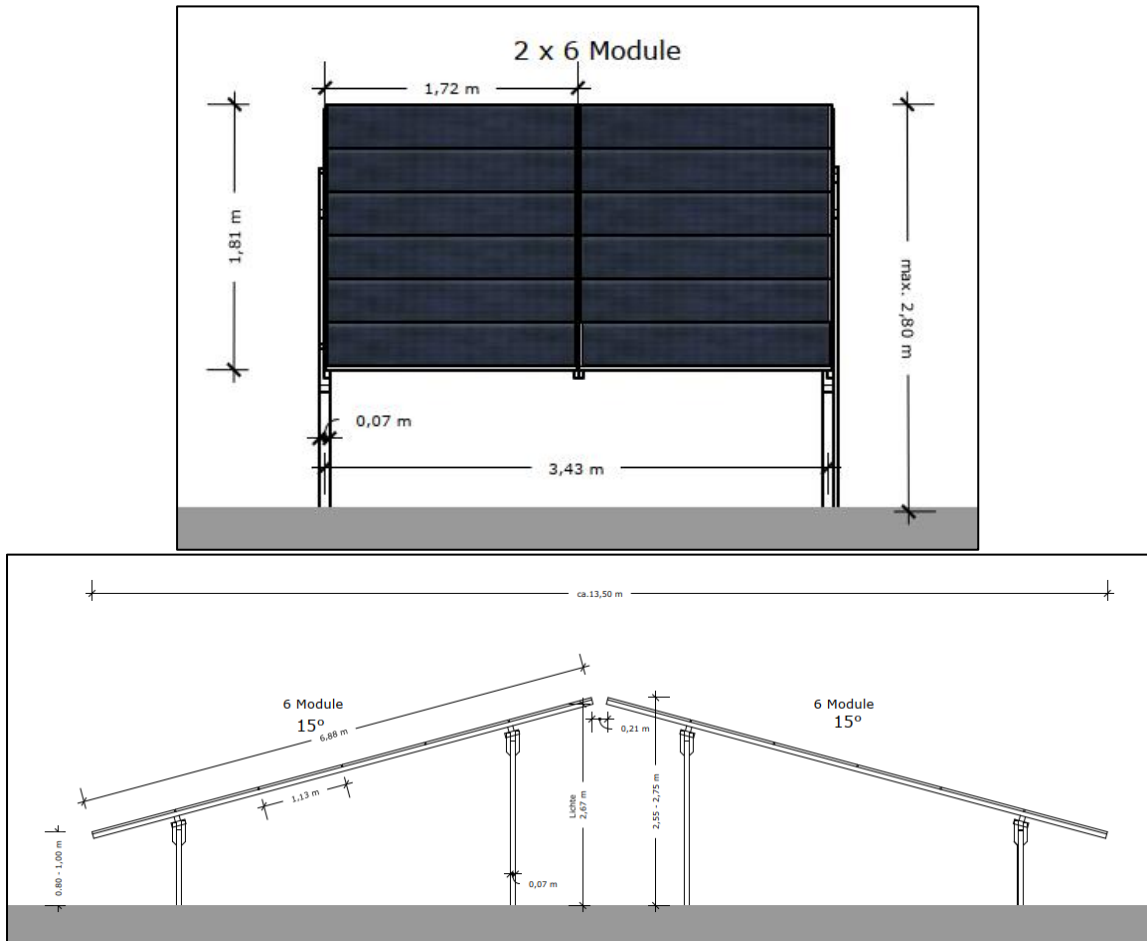 2 x 6 Module
1,72 m
1,81 m
max. 2,80 m
0,07 m
3,43 m
ca.13,50 m
6 Module
15°
6,88 m
1,13 m
0,80 - 1,00 m
Lichte
2,67 m
0,07 m
0,21 m
2,55 - 2,75 m
6 Module
15°